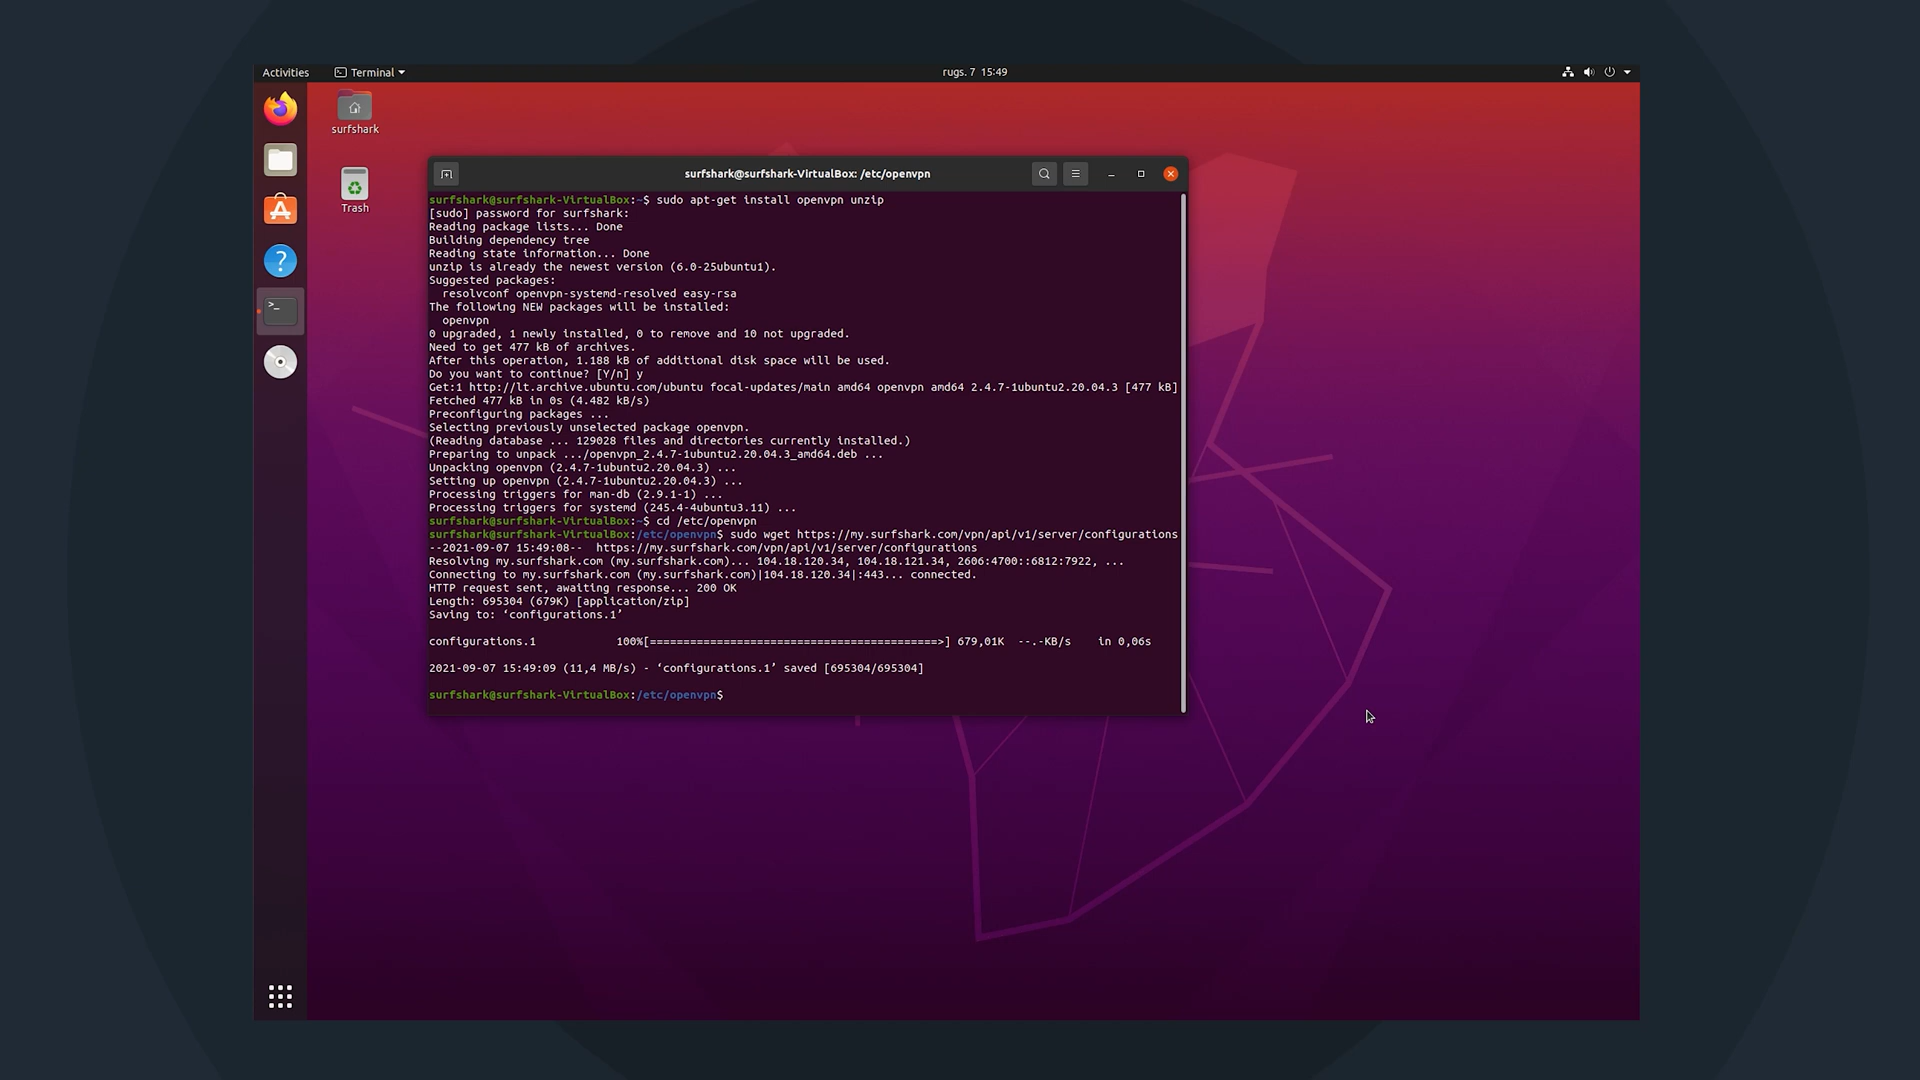 Activities
Terminal
rugs. 7 15:49
surfshark
Trash
surfshark@surfshark-VirtualBox: /etc/openvpn
surfshark@surfshark-VirtualBox:~$ sudo apt-get install openvpn unzip
[sudo] password for surfshark:
Reading package lists... Done
Building dependency tree
Reading state information... Done
unzip is already the newest version (6.0-25ubuntu1).
Suggested packages:
  resolvconf openvpn-systemd-resolved easy-rsa
The following NEW packages will be installed:
  openvpn
0 upgraded, 1 newly installed, 0 to remove and 10 not upgraded.
Need to get 477 kB of archives.
After this operation, 1.188 kB of additional disk space will be used.
Do you want to continue? [Y/n] y
Get:1 http://lt.archive.ubuntu.com/ubuntu focal-updates/main amd64 openvpn amd64 2.4.7-1ubuntu2.20.04.3 [477 kB]
Fetched 477 kB in 0s (4.482 kB/s)
Preconfiguring packages ...
Selecting previously unselected package openvpn.
(Reading database ... 129028 files and directories currently installed.)
Preparing to unpack .../openvpn_2.4.7-1ubuntu2.20.04.3_amd64.deb ...
Unpacking openvpn (2.4.7-1ubuntu2.20.04.3) ...
Setting up openvpn (2.4.7-1ubuntu2.20.04.3) ...
Processing triggers for man-db (2.9.1-1) ...
Processing triggers for systemd (245.4-4ubuntu3.11) ...
surfshark@surfshark-VirtualBox:~$ cd /etc/openvpn
surfshark@surfshark-VirtualBox:/etc/openvpn$ sudo wget https://my.surfshark.com/vpn/api/v1/server/configurations
--2021-09-07 15:49:08--  https://my.surfshark.com/vpn/api/v1/server/configurations
Resolving my.surfshark.com (my.surfshark.com)... 104.18.120.34, 104.18.121.34, 2606:4700::6812:7922, ...
Connecting to my.surfshark.com (my.surfshark.com)|104.18.120.34|:443... connected.
HTTP request sent, awaiting response... 200 OK
Length: 695304 (679K) [application/zip]
Saving to: ‘configurations.1’
configurations.1            100%[===========================================>] 679,01K  --.-KB/s    in 0,06s
2021-09-07 15:49:09 (11,4 MB/s) - ‘configurations.1’ saved [695304/695304]
surfshark@surfshark-VirtualBox:/etc/openvpn$